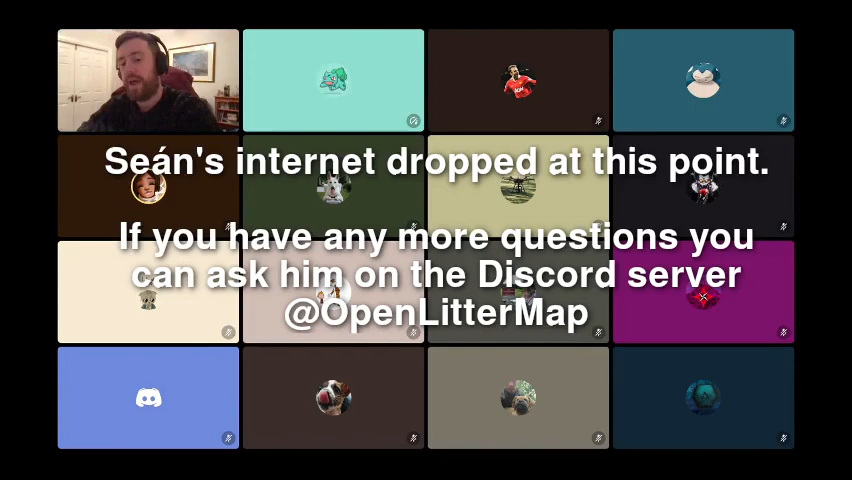 Seán's internet dropped at this point.
If you have any more questions you
can ask him on the Discord server
@OpenLitterMap